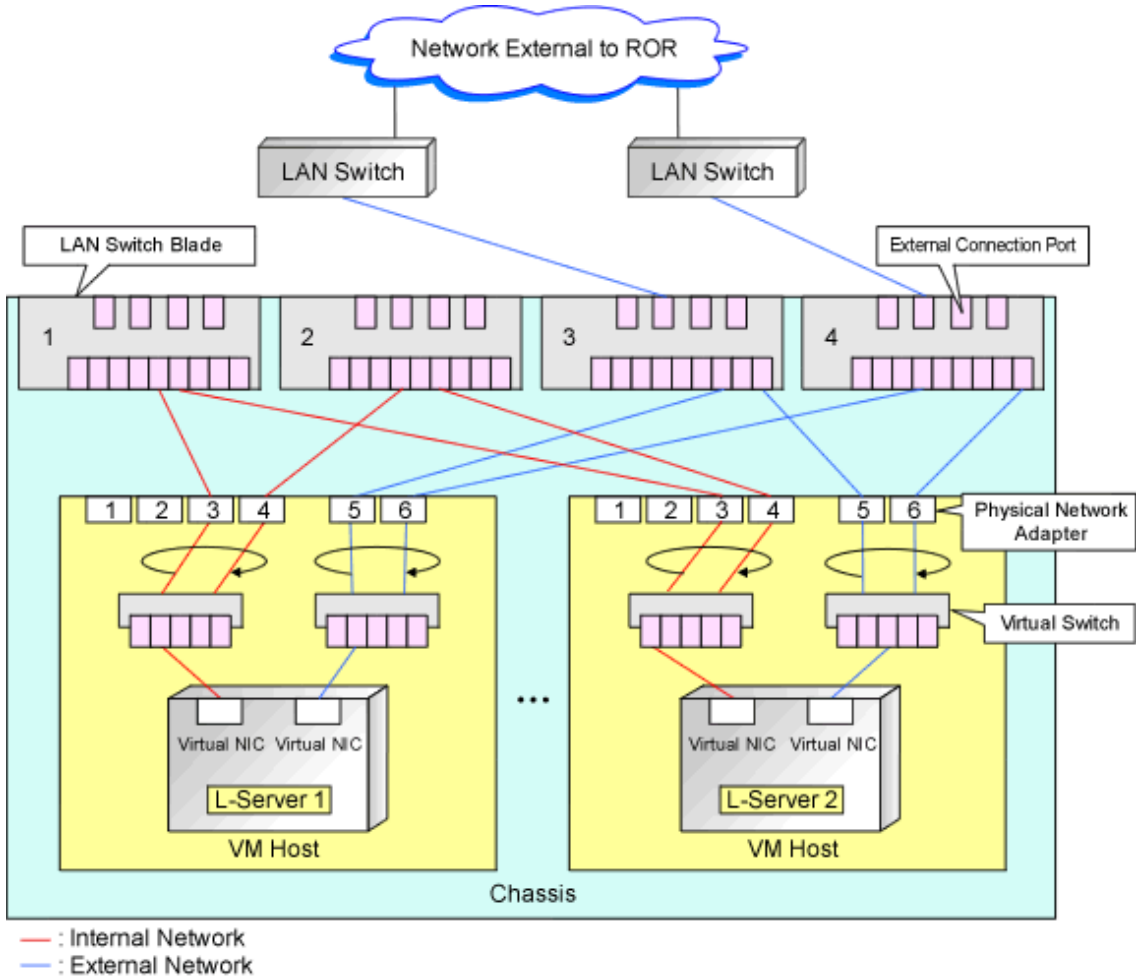 Network External to ROR
LAN Switch
LAN Switch
LAN Switch Blade
External Connection Port
1
2
3
4
1 2 3 4 5 6
1 2 3 4 5 6
Physical Network
Adapter
Virtual Switch
...
Virtual NIC Virtual NIC
Virtual NIC Virtual NIC
L-Server 1
L-Server 2
VM Host
VM Host
Chassis
: Internal Network
: External Network